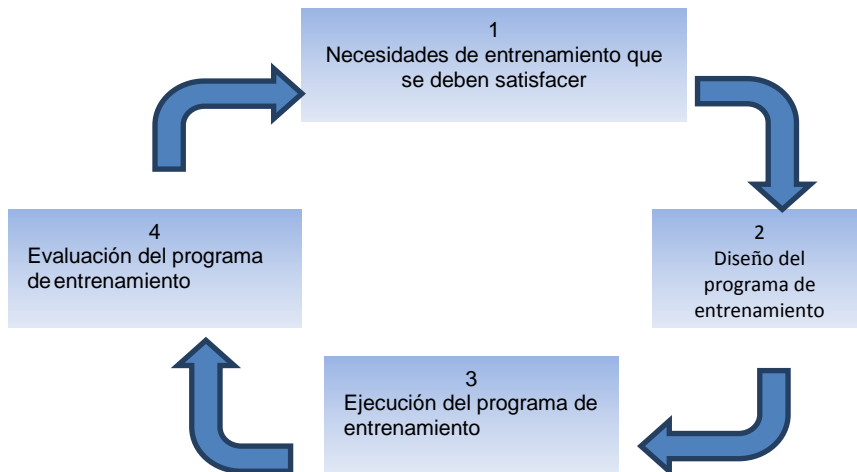 1
Necesidades de entrenamiento que
se deben satisfacer
2
Diseño del
programa de
entrenamiento
3
Ejecución del programa de
entrenamiento
4
Evaluación del programa
de entrenamiento